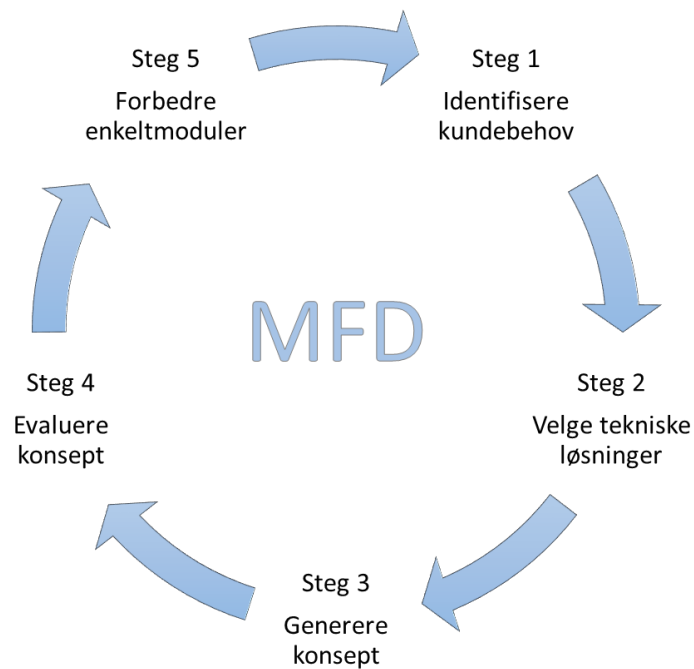 Steg 1
Identifisere
kundebehov
Steg 2
Velge tekniske
løsninger
Steg 3
Generere
konsept
Steg 4
Evaluere
konsept
Steg 5
Forbedre
enkeltmoduler
MFD